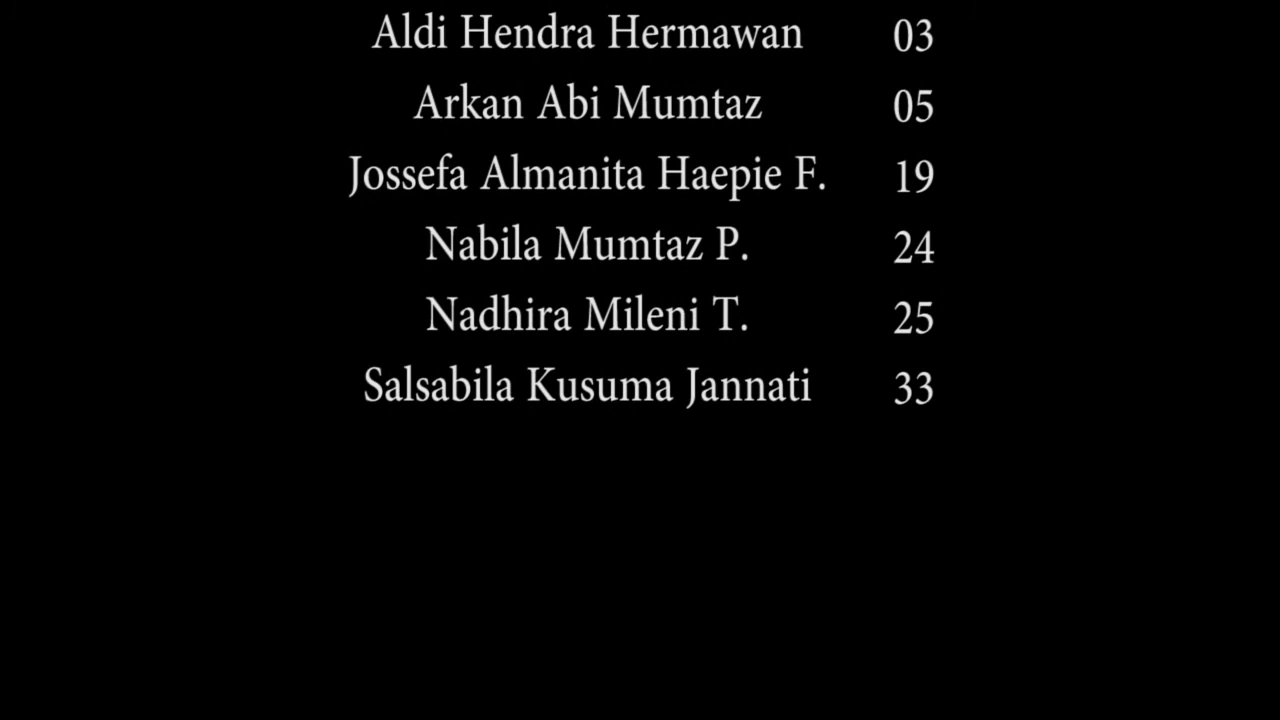 Aldi Hendra Hermawan 03
Arkan Abi Mumtaz 05
Jossefa Almanita Haepie F. 19
Nabila Mumtaz P. 24
Nadhira Mileni T. 25
Salsabila Kusuma Jannati 33